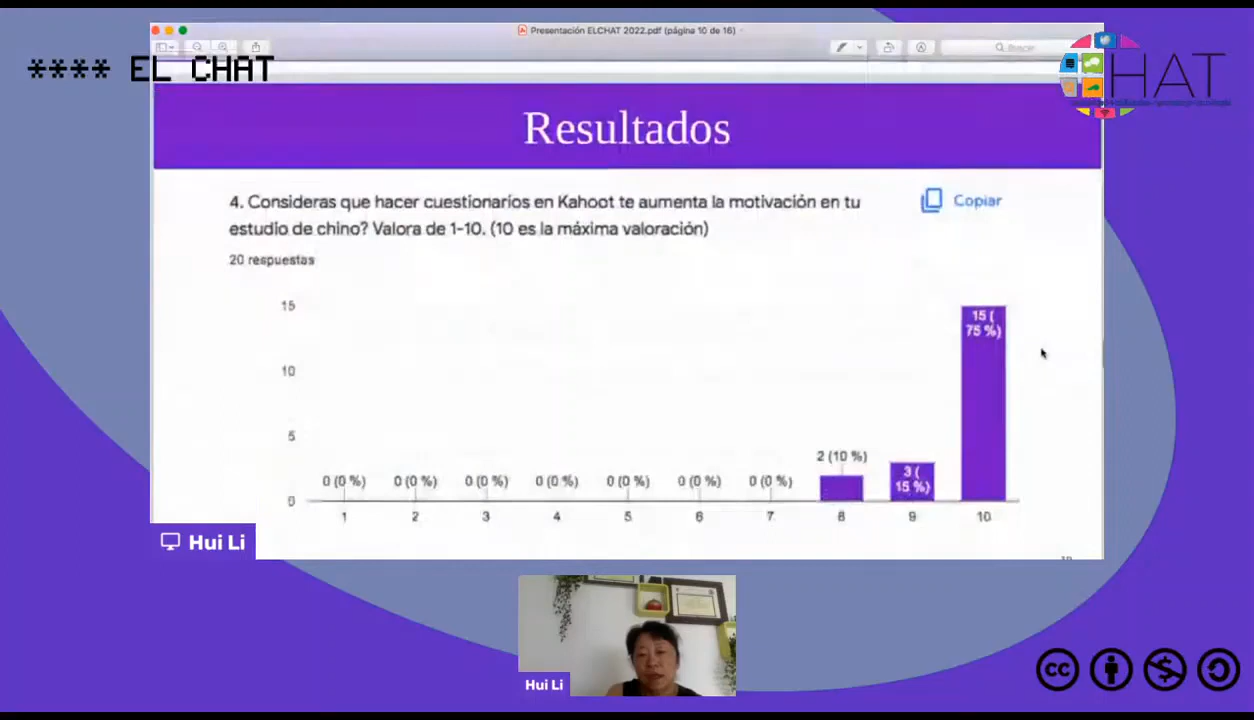 Presentación ELCHAT 2022.pdf (página 10 de 16)
Buscar
**** EL CHAT
HAT
Resultados
4. Consideras que hacer cuestionarios en Kahoot te aumenta la motivación en tu
estudio de chino? Valora de 1-10. (10 es la máxima valoración)
Copiar
20 respuestas
15
10
5
0
0 (0 %) 0 (0 %) 0 (0 %) 0 (0 %) 0 (0 %) 0 (0 %) 0 (0 %) 2 (10 %) 3 (
15 %) 15 (
75 %)
1 2 3 4 5 6 7 8 9 10
Hui Li
Hui Li
cc